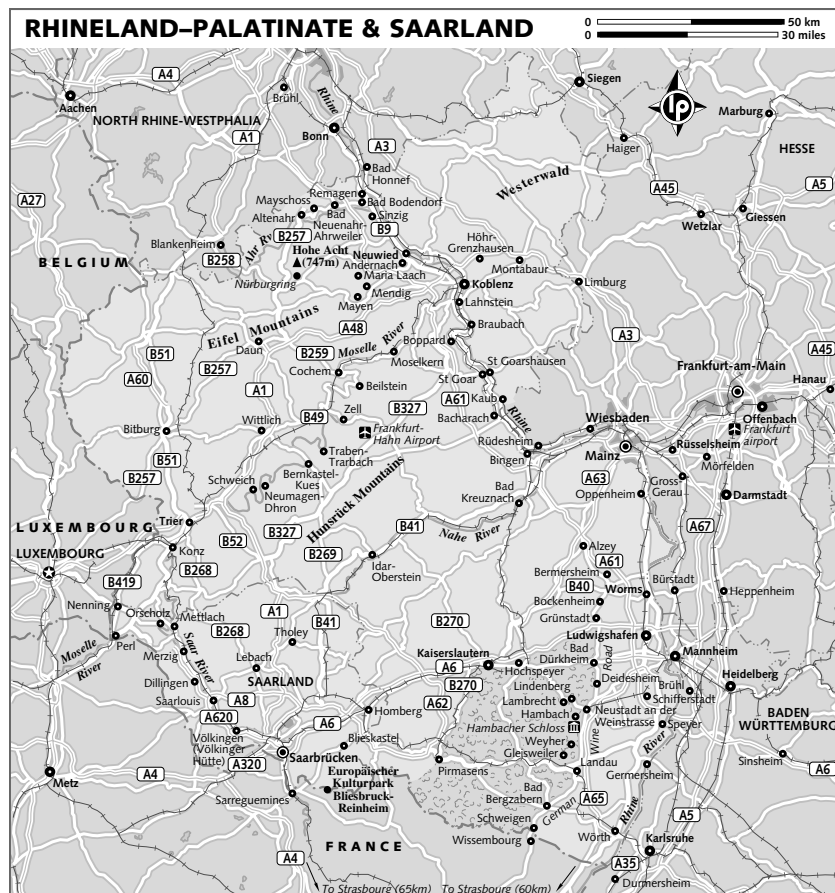 RHINELAND–PALATINATE & SAARLAND
0 50 km
0 30 miles
A4
Siegen
Aachen
Brühl
Rhine
lp
Marburg
NORTH RHINE-WESTPHALIA
Bonn
Haiger
HESSE
A1
A3
Bad
Honnef
Westerwald
A45
A5
A27
Remagen
Mayschoss
Bad Bodendorf
Altenahr
Bad
Neuenahr-
Ahrweiler
Sinzig
Wetzlar
Giessen
B257
B9
Blankenheim
Ahr Rv
Höhr-
Grenzhausen
BELGIUM
B258
Hohe Acht
(747m)
Neuwied
Andernach
Montabaur
Nürburgring
Maria Laach
Koblenz
Limburg
Mendig
Mayen
Lahnstein
Eifel Mountains
A48
Braubach
A3
B51
Daun
B259
Moselle River
Boppard
A45
A60
B257
Moselkern
St Goarshausen
Frankfurt-am-Main
Cochem
St Goar
Hanau
A1
Beilstein
A61
Kaub
Rhine
B49
Zell
B327
Bacharach
Wiesbaden
Offenbach
Bitburg
Wittlich
Frankfurt-
Hahn Airport
Rüdesheim
Mainz
Rüsselsheim
Frankfurt
airport
B51
Traben-
Trarbach
Bingen
Mörfelden
B257
Bernkastel-
Kues
Hunsrück Mountains
A63
Gross
Gerau
Schweich
Neumagen-
Dhron
Bad
Kreuznach
Oppenheim
Darmstadt
LUXEMBOURG
Trier
B327
B41
Nahe River
A67
B52
LUXEMBOURG
Konz
B269
Alzey
B268
Idar-
Oberstein
A61
B419
Bermersheim
B40
Bürstadt
Heppenheim
Nenning
A1
Bockenheim
Worms
Orscholz
Mettlach
B268
B41
B270
Grünstadt
Perl
Tholey
Ludwigshafen
Moselle
River
Merzig
Saar River
Kaiserslautern
A6
Bad
Dürkheim
Road
Mannheim
Lebach
Hochspeyer
B270
Dillingen
SAARLAND
Lindenberg
Deidesheim
Heidelberg
Saarlouis
A8
A62
Lambrecht
Brühl
Schifferstadt
A620
A6
Homberg
Hambach
Neustadt an der
Weinstrasse
BADEN
WÜRTTEMBURG
Völkingen
(Völkinger
Hütte)
Hambacher Schloss
Speyer
Blieskastel
Weyher
Wine
River
A320
Saarbrücken
Gleisweiler
Sinsheim
A6
Metz
A4
Europäischer
Kulturpark
Bliesbruck-
Reinheim
Pirmasens
Landau
Germersheim
Sarreguemines
Bad
Bergzabern
German
A65
Rhine
Schweigen
A5
FRANCE
Wissembourg
Wörth
Karlsruhe
A4
A35
Durmersheim
To Strasbourg (65km)
To Strasbourg (60km)